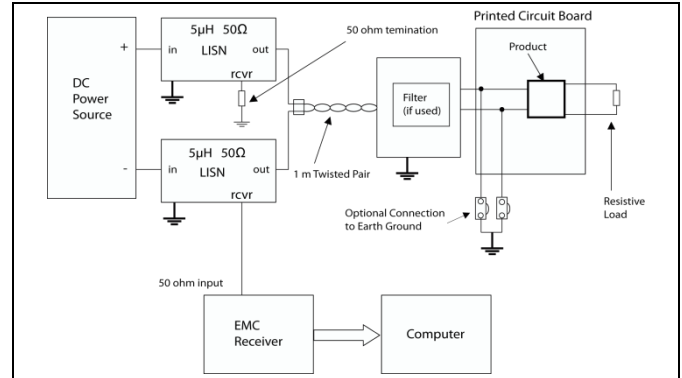 Printed Circuit Board
5µH 50Ω
in
out
LISN
rcvr
+
50 ohm temination
Product
DC
Power
Source
Filter
(if used)
5µH 50Ω
-
in
out
LISN
rcvr
1 m Twisted Pair
Optional Connection
to Earth Ground
Resistive
Load
50 ohm input
EMC
Receiver
Computer